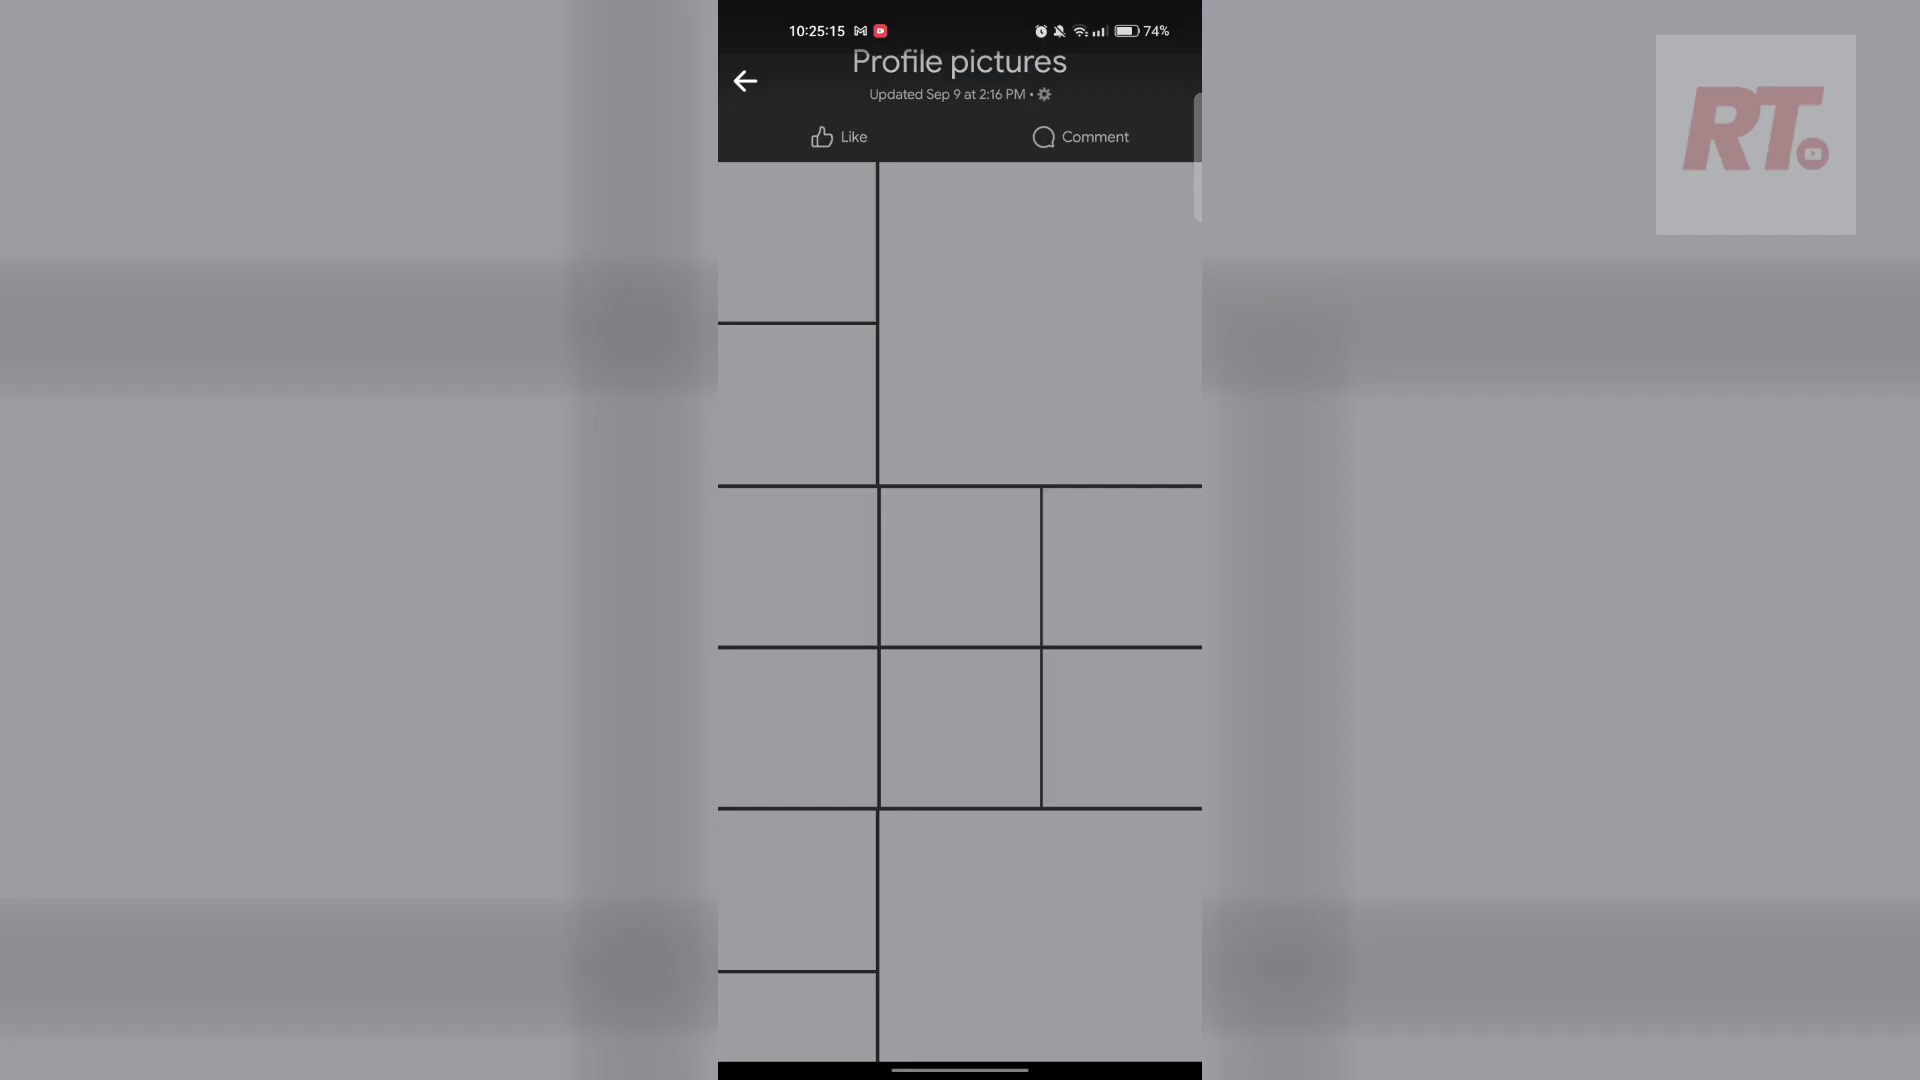 10:25:15
74%
Profile pictures
Updated Sep 9 at 2:16 PM •
Like
Comment
RT